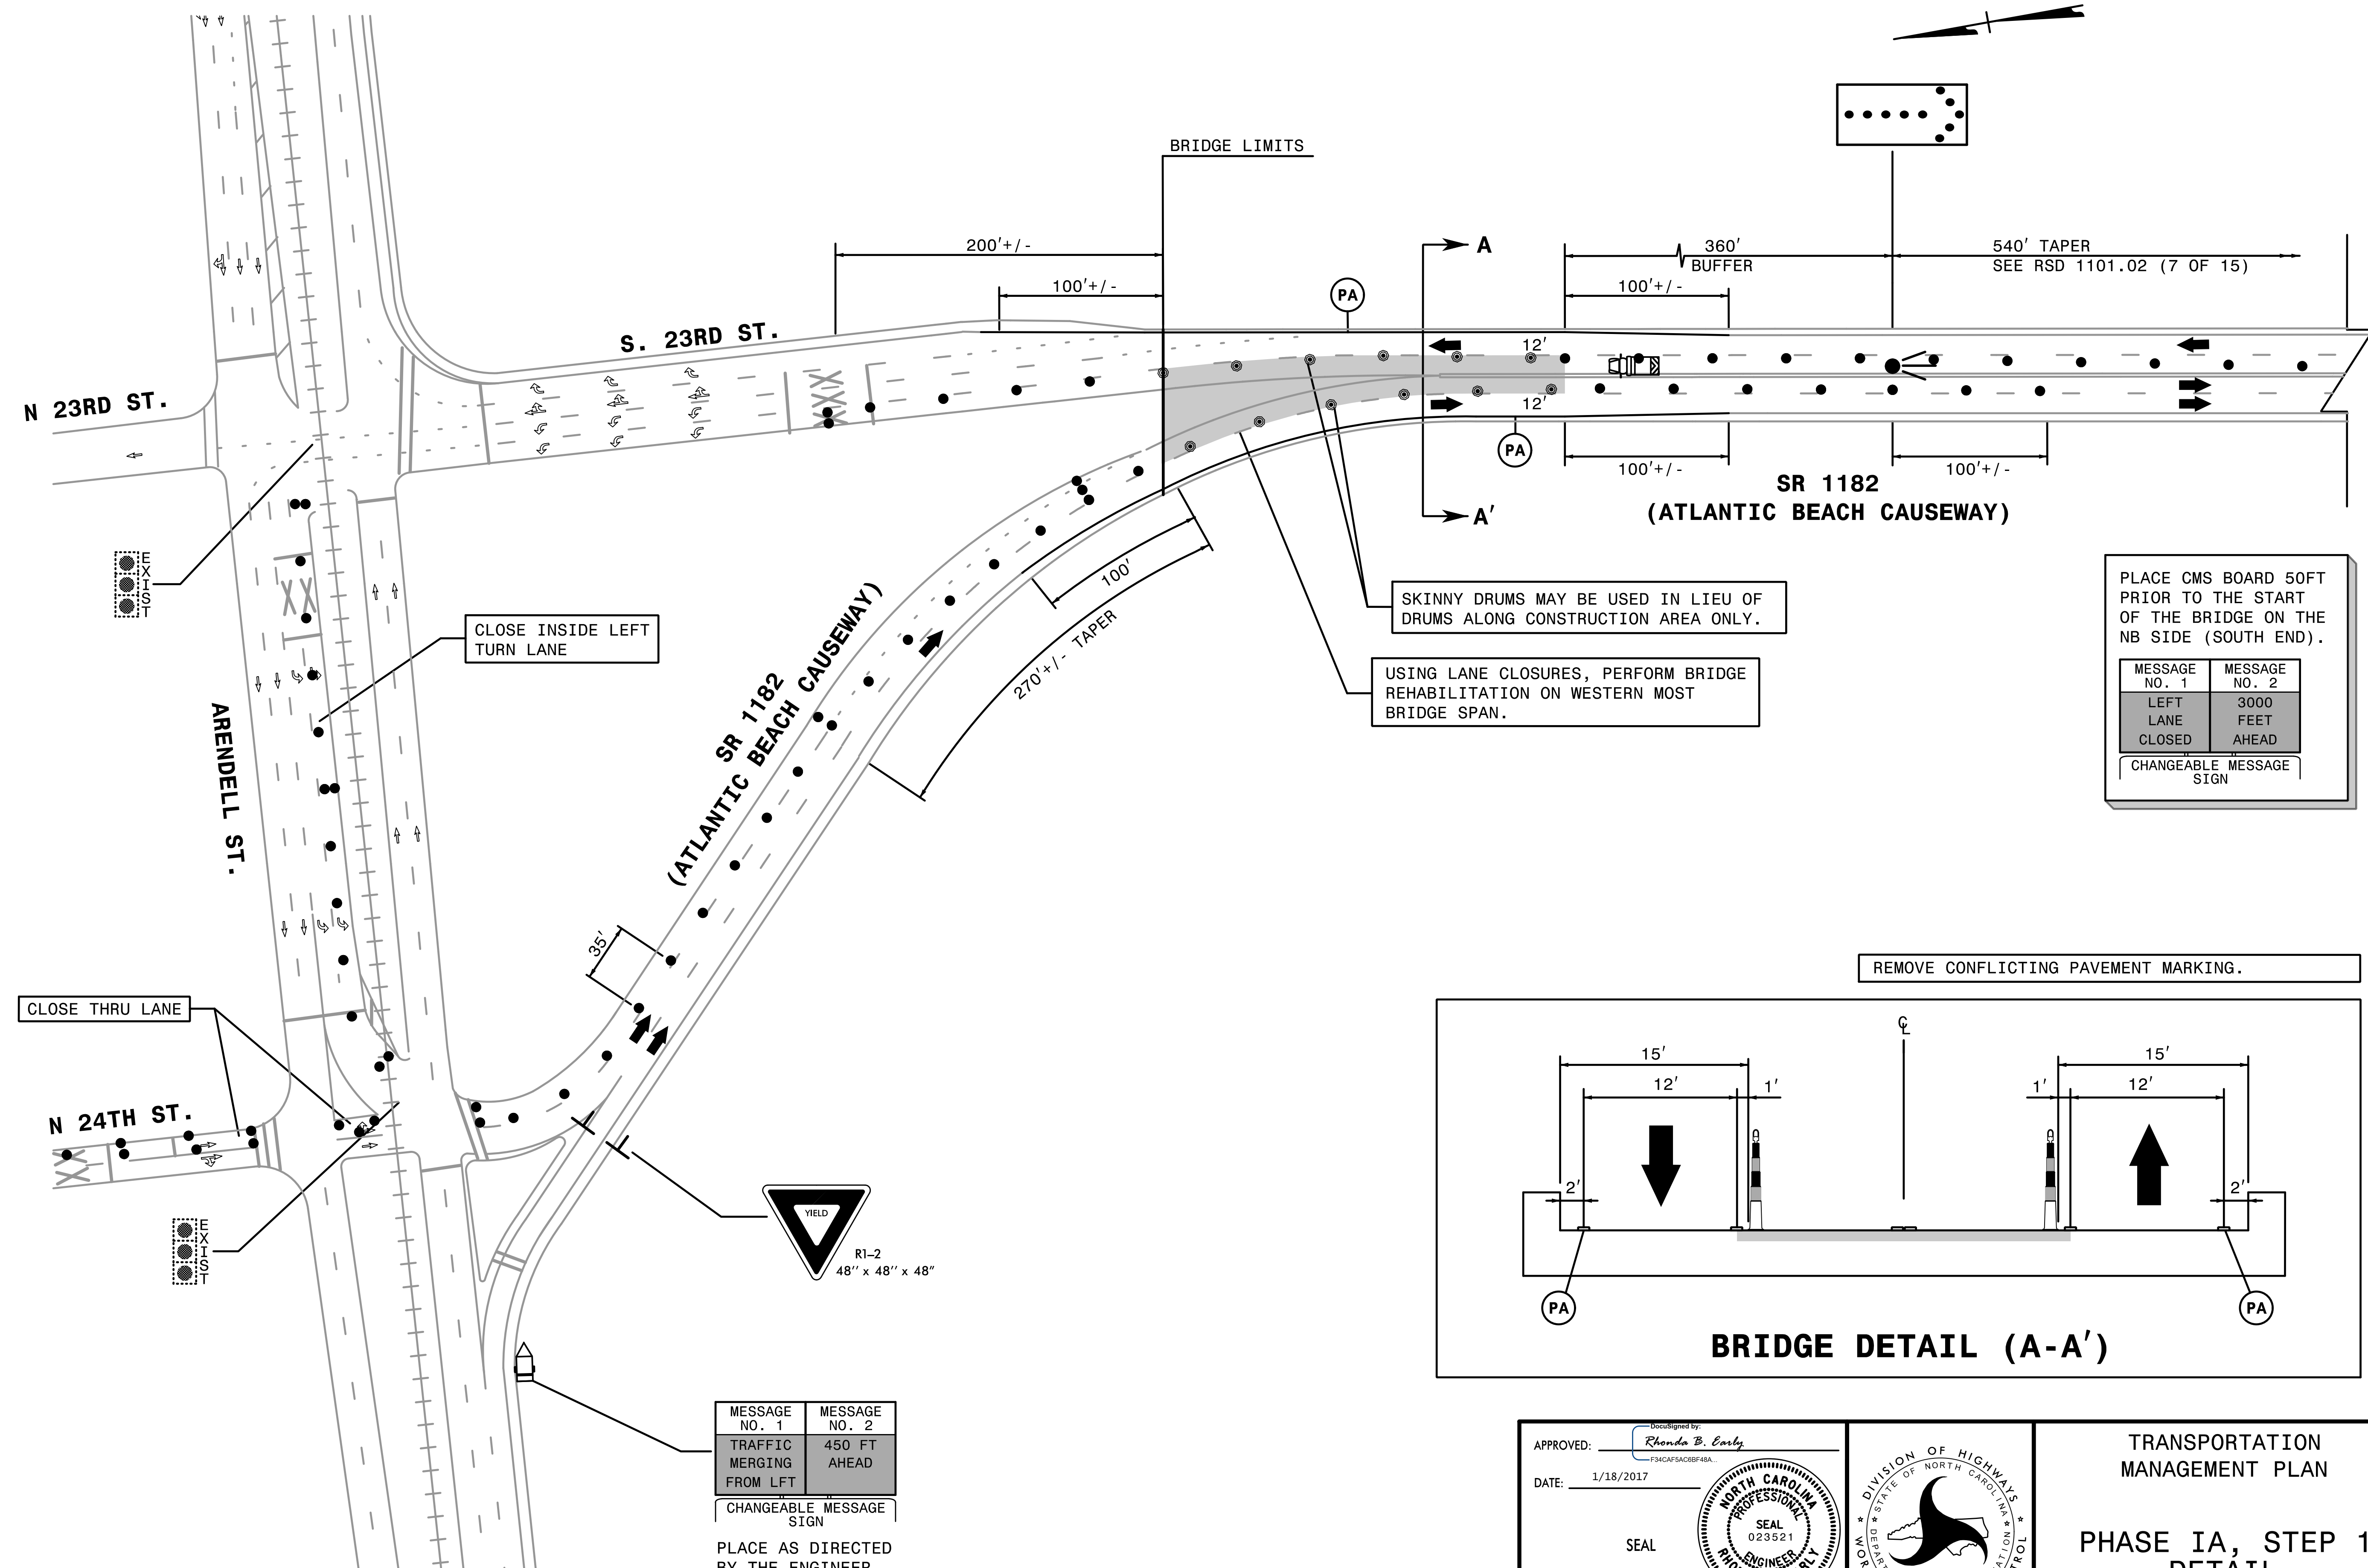 BRIDGE LIMITS
200'+/-
100'+/-
PA
A
360'
BUFFER
540' TAPER
SEE RSD 1101.02 (7 OF 15)
100'+/-
S. 23RD ST.
N 23RD ST.
12'
12'
PA
100'+/-
100'+/-
SR 1182
(ATLANTIC BEACH CAUSEWAY)
A'
EXIST
CLOSE INSIDE LEFT
TURN LANE
ARENDELL ST.
SR 1182
(ATLANTIC BEACH CAUSEWAY)
100'
270'+/- TAPER
SKINNY DRUMS MAY BE USED IN LIEU OF
DRUMS ALONG CONSTRUCTION AREA ONLY.
USING LANE CLOSURES, PERFORM BRIDGE
REHABILITATION ON WESTERN MOST
BRIDGE SPAN.
PLACE CMS BOARD 50FT
PRIOR TO THE START
OF THE BRIDGE ON THE
NB SIDE (SOUTH END).
MESSAGE NO. 1
MESSAGE NO. 2
LEFT
3000
LANE
FEET
CLOSED
AHEAD
CHANGEABLE MESSAGE
SIGN
35'
CLOSE THRU LANE
N 24TH ST.
EXIST
YIELD
R1-2
48" x 48" x 48"
MESSAGE NO. 1
MESSAGE NO. 2
TRAFFIC
450 FT
MERGING
AHEAD
FROM LFT
CHANGEABLE MESSAGE
SIGN
PLACE AS DIRECTED
BY THE ENGINEER
REMOVE CONFLICTING PAVEMENT MARKING.
CL
15'
15'
12'
1'
1'
12'
2'
2'
PA
PA
BRIDGE DETAIL (A-A')
DocuSigned by:
APPROVED:
Rhonda B. Early
F34CAF5AC6BF48A...
DATE:
1/18/2017
SEAL
NORTH CAROLINA
PROFESSIONAL
SEAL
023521
ENGINEER
DIVISION OF HIGHWAYS
STATE OF NORTH CAROLINA
TRANSPORTATION
MANAGEMENT PLAN
PHASE IA, STEP 1
DETAIL